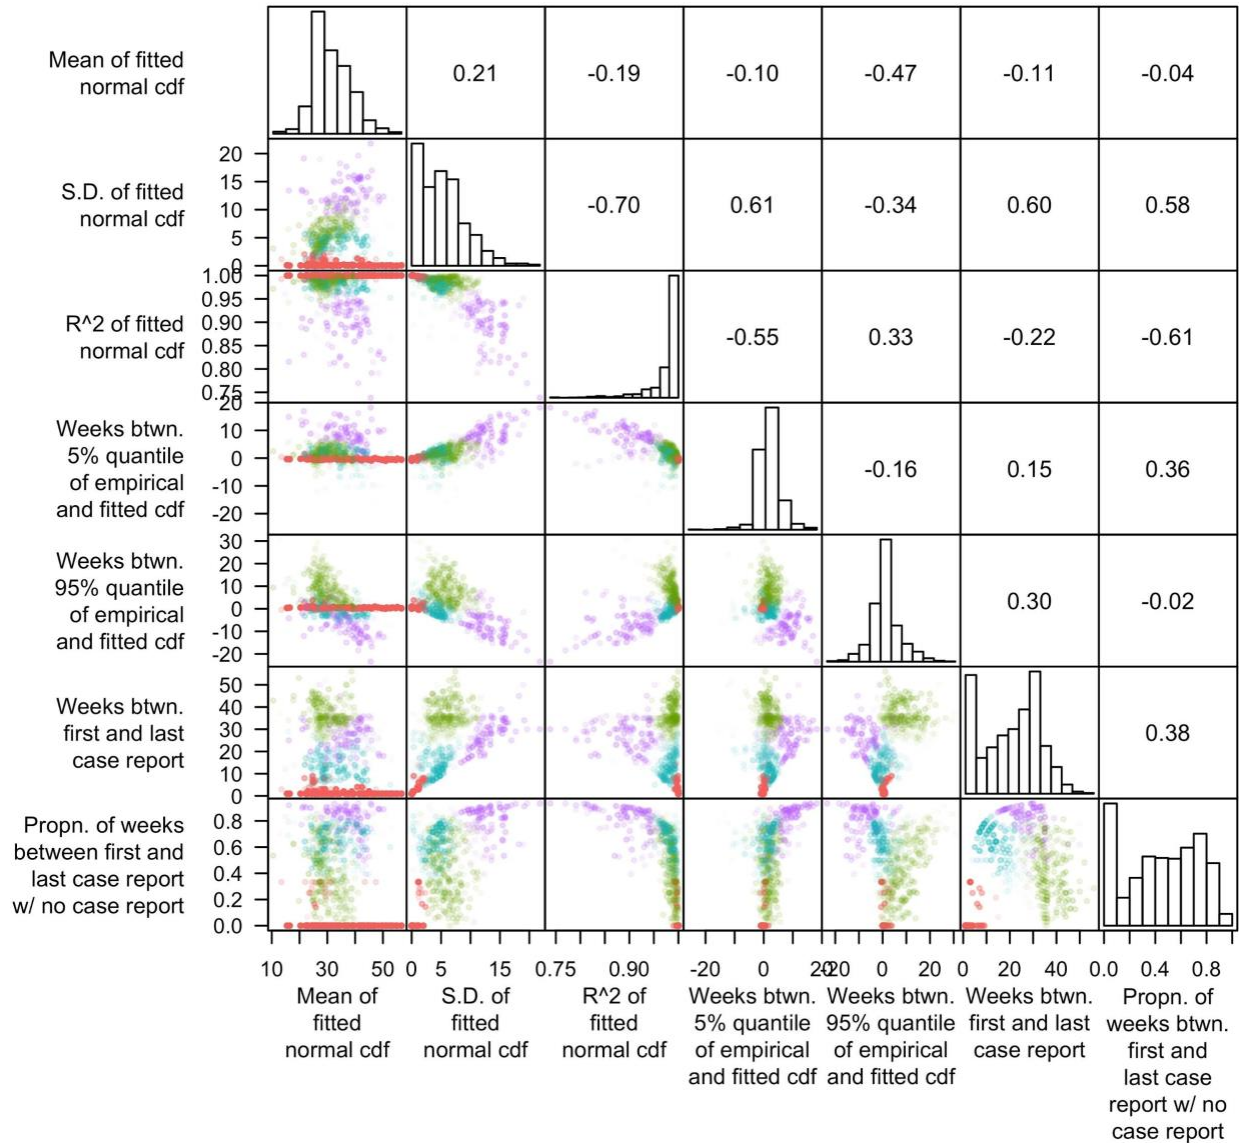 Mean of fitted
normal cdf
0.21
-0.19
-0.10
-0.47
-0.11
-0.04
S.D. of fitted
normal cdf
20
15
10
5
0
-0.70
0.61
-0.34
0.60
0.58
R^2 of fitted
normal cdf
1.00
0.95
0.90
0.85
0.80
0.75
-0.55
0.33
-0.22
-0.61
Weeks btwn.
5% quantile
of empirical
and fitted cdf
20
10
0
-10
-20
-0.16
0.15
0.36
Weeks btwn.
95% quantile
of empirical
and fitted cdf
30
20
10
0
-10
-20
0.30
-0.02
Weeks btwn.
first and last
case report
50
40
30
20
10
0
0.38
Propn. of weeks
between first and
last case report
w/ no case report
0.8
0.6
0.4
0.2
0.0
10 30 50
0 5 15
0.75 0.90
-20 0 20
-20 0 20
0 20 40
0.0 0.4 0.8
Mean of
fitted
normal cdf
S.D. of
fitted
normal cdf
R^2 of
fitted
normal cdf
Weeks btwn.
5% quantile
of empirical
and fitted cdf
Weeks btwn.
95% quantile
of empirical
and fitted cdf
Weeks btwn.
first and last
case report
Propn. of
weeks btwn.
first and
last case
report w/ no
case report